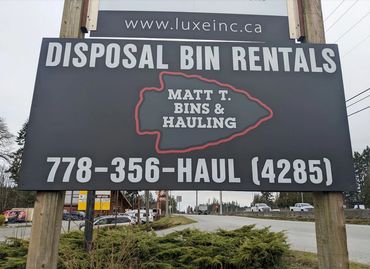 www.luxeinc.ca
DISPOSAL BIN RENTALS
MATT T.
BINS &
HAULING
778-356-HAUL (4285)